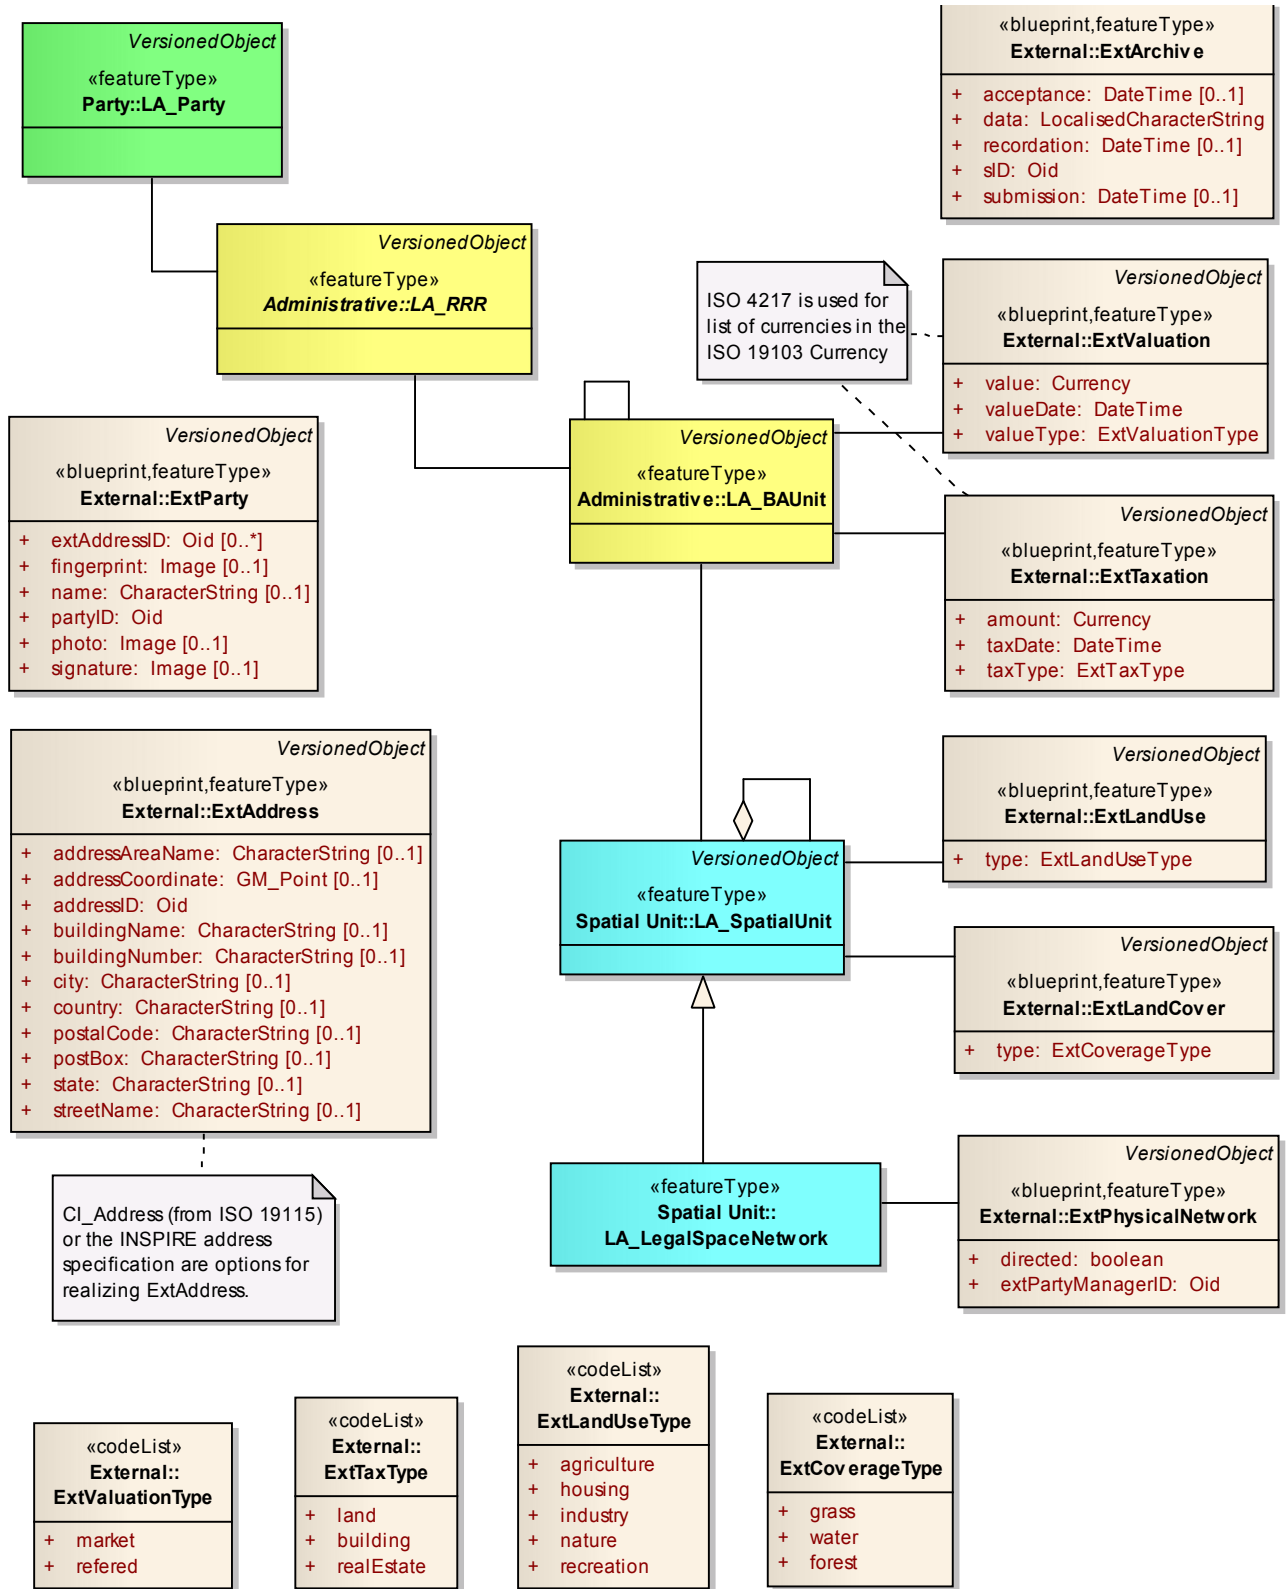 VersionedObject
«featureType»
Party::LA_Party
«blueprint,featureType»
External::ExtArchive
+ acceptance: DateTime [0..1]
+ data: LocalisedCharacterString
+ recordation: DateTime [0..1]
+ sID: Oid
+ submission: DateTime [0..1]
VersionedObject
«featureType»
Administrative::LA_RRR
ISO 4217 is used for
list of currencies in the
ISO 19103 Currency
VersionedObject
«blueprint,featureType»
External::ExtValuation
+ value: Currency
+ valueDate: DateTime
+ valueType: ExtValuationType
VersionedObject
«blueprint,featureType»
External::ExtParty
+ extAddressID: Oid [0..*]
+ fingerprint: Image [0..1]
+ name: CharacterString [0..1]
+ partyID: Oid
+ photo: Image [0..1]
+ signature: Image [0..1]
VersionedObject
«featureType»
Administrative::LA_BAUnit
VersionedObject
«blueprint,featureType»
External::ExtTaxation
+ amount: Currency
+ taxDate: DateTime
+ taxType: ExtTaxType
VersionedObject
«blueprint,featureType»
External::ExtAddress
+ addressAreaName: CharacterString [0..1]
+ addressCoordinate: GM_Point [0..1]
+ addressID: Oid
+ buildingName: CharacterString [0..1]
+ buildingNumber: CharacterString [0..1]
+ city: CharacterString [0..1]
+ country: CharacterString [0..1]
+ postalCode: CharacterString [0..1]
+ postBox: CharacterString [0..1]
+ state: CharacterString [0..1]
+ streetName: CharacterString [0..1]
VersionedObject
«blueprint,featureType»
External::ExtLandUse
+ type: ExtLandUseType
VersionedObject
«featureType»
Spatial Unit::LA_SpatialUnit
VersionedObject
«blueprint,featureType»
External::ExtLandCover
+ type: ExtCoverageType
CI_Address (from ISO 19115)
or the INSPIRE address
specification are options for
realizing ExtAddress.
«featureType»
Spatial Unit::
LA_LegalSpaceNetwork
VersionedObject
«blueprint,featureType»
External::ExtPhysicalNetwork
+ directed: boolean
+ extPartyManagerID: Oid
«codeList»
External::
ExtValuationType
+ market
+ refered
«codeList»
External::
ExtTaxType
+ land
+ building
+ realEstate
«codeList»
External::
ExtLandUseType
+ agriculture
+ housing
+ industry
+ nature
+ recreation
«codeList»
External::
ExtCoverageType
+ grass
+ water
+ forest